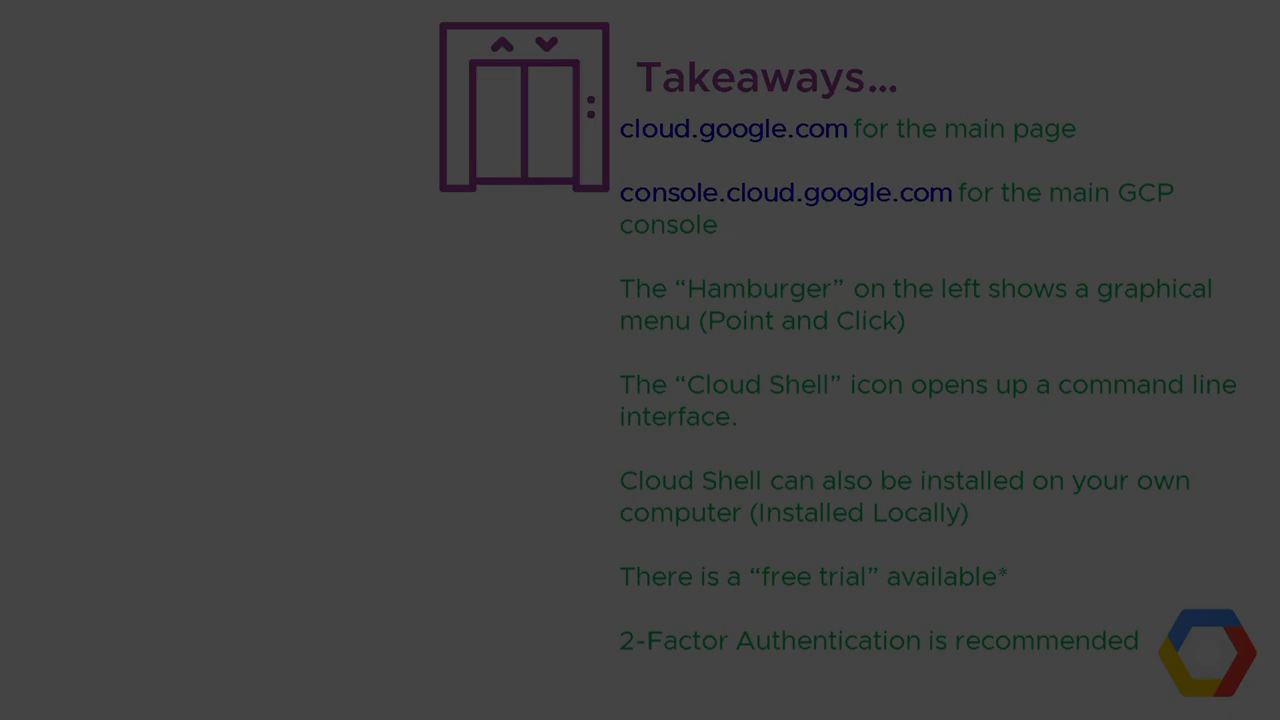 Takeaways...
cloud.google.com for the main page
console.cloud.google.com for the main GCP
console
The “Hamburger” on the left shows a graphical
menu (Point and Click)
The “Cloud Shell” icon opens up a command line
interface.
Cloud Shell can also be installed on your own
computer (Installed Locally)
There is a “free trial” available*
2-Factor Authentication is recommended